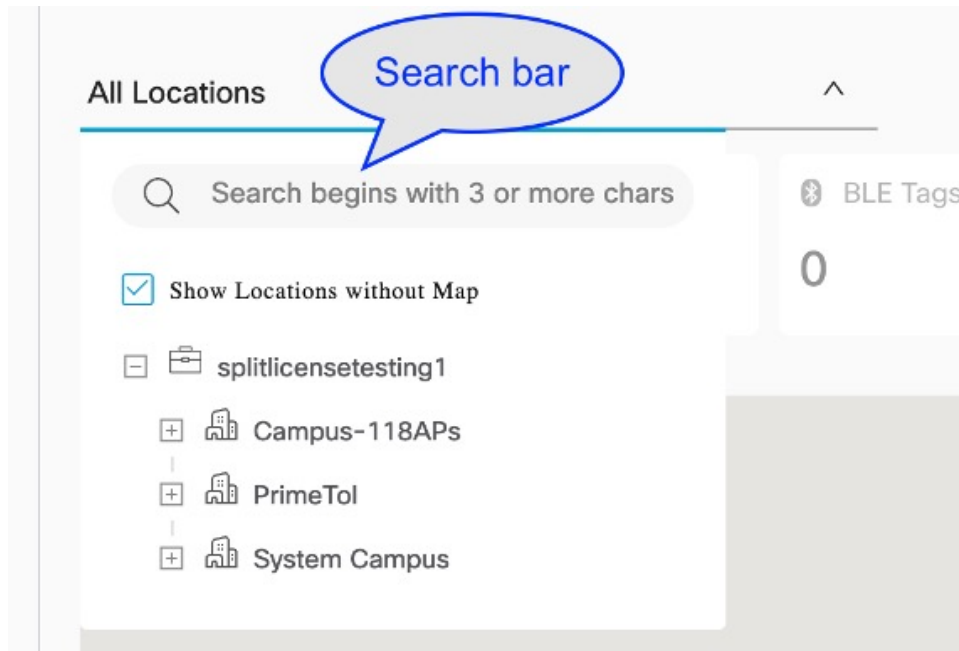 Search bar
All Locations
Search begins with 3 or more chars
BLE Tags
0
Show Locations without Map
splitlicensetesting1
Campus-118APs
PrimeTol
System Campus